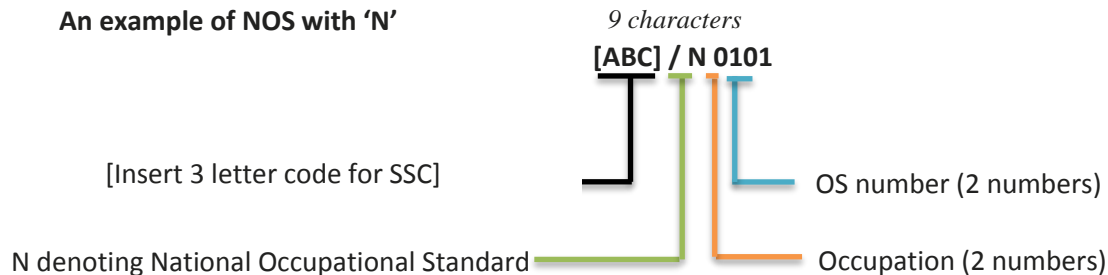 An example of NOS with ‘N’
9 characters
[ABC] / N 0101
[Insert 3 letter code for SSC]
OS number (2 numbers)
N denoting National Occupational Standard
Occupation (2 numbers)